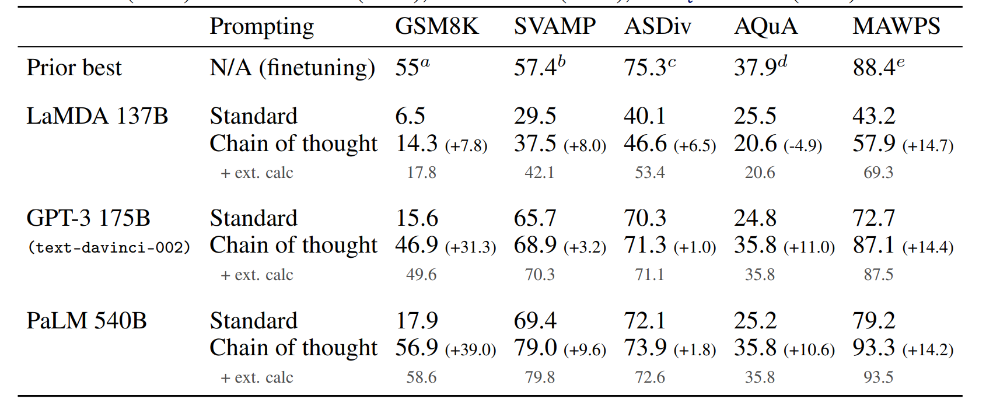 Prompting GSM8K SVAMP ASDiv AQuA MAWPS
Prior best N/A (finetuning) 55a 57.4b 75.3c 37.9d 88.4e
LaMDA 137B Standard 6.5 29.5 40.1 25.5 43.2
Chain of thought 14.3 (+7.8) 37.5 (+8.0) 46.6 (+6.5) 20.6 (-4.9) 57.9 (+14.7)
+ ext. calc 17.8 42.1 53.4 20.6 69.3
GPT-3 175B Standard 15.6 65.7 70.3 24.8 72.7
(text-davinci-002) Chain of thought 46.9 (+31.3) 68.9 (+3.2) 71.3 (+1.0) 35.8 (+11.0) 87.1 (+14.4)
+ ext. calc 49.6 70.3 71.1 35.8 87.5
PaLM 540B Standard 17.9 69.4 72.1 25.2 79.2
Chain of thought 56.9 (+39.0) 79.0 (+9.6) 73.9 (+1.8) 35.8 (+10.6) 93.3 (+14.2)
+ ext. calc 58.6 79.8 72.6 35.8 93.5